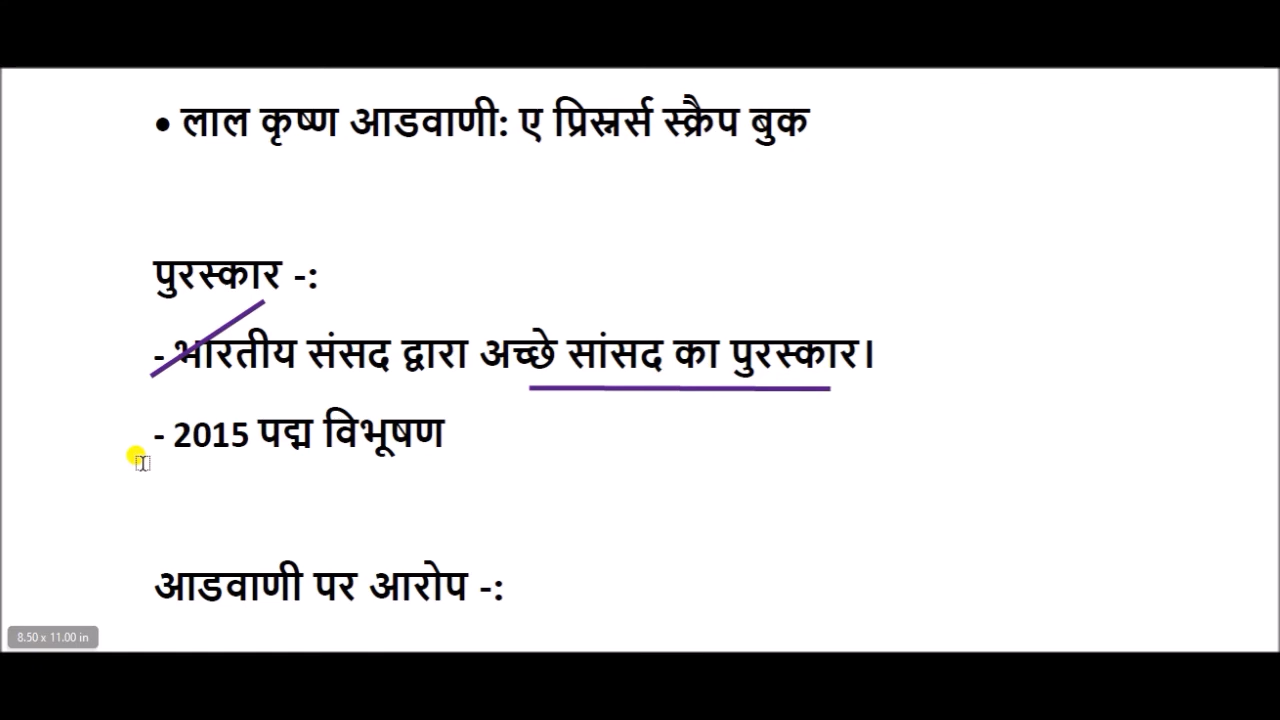 • लाल कृष्ण आडवाणी: ए प्रिस्नर्स स्क्रैप बुक
पुरस्कार -:
- भारतीय संसद द्वारा अच्छे सांसद का पुरस्कार।
- 2015 पद्म विभूषण
आडवाणी पर आरोप -:
8.50 x 11.00 in